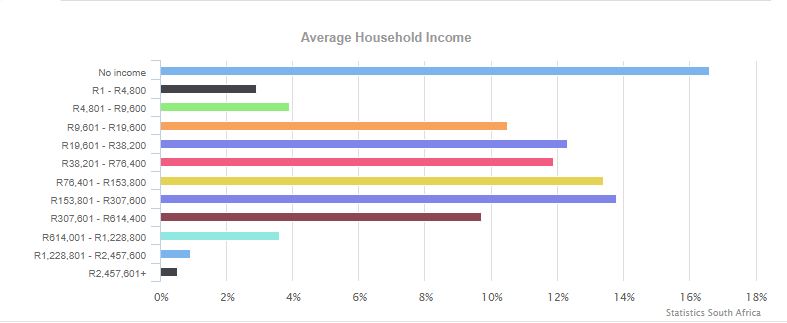 Average Household Income
No income
R1 - R4,800
R4,801 - R9,600
R9,601 - R19,600
R19,601 - R38,200
R38,201 - R76,400
R76,401 - R153,800
R153,801 - R307,600
R307,601 - R614,400
R614,001 - R1,228,800
R1,228,801 - R2,457,600
R2,457,601+
0% 2% 4% 6% 8% 10% 12% 14% 16% 18%
Statistics South Africa